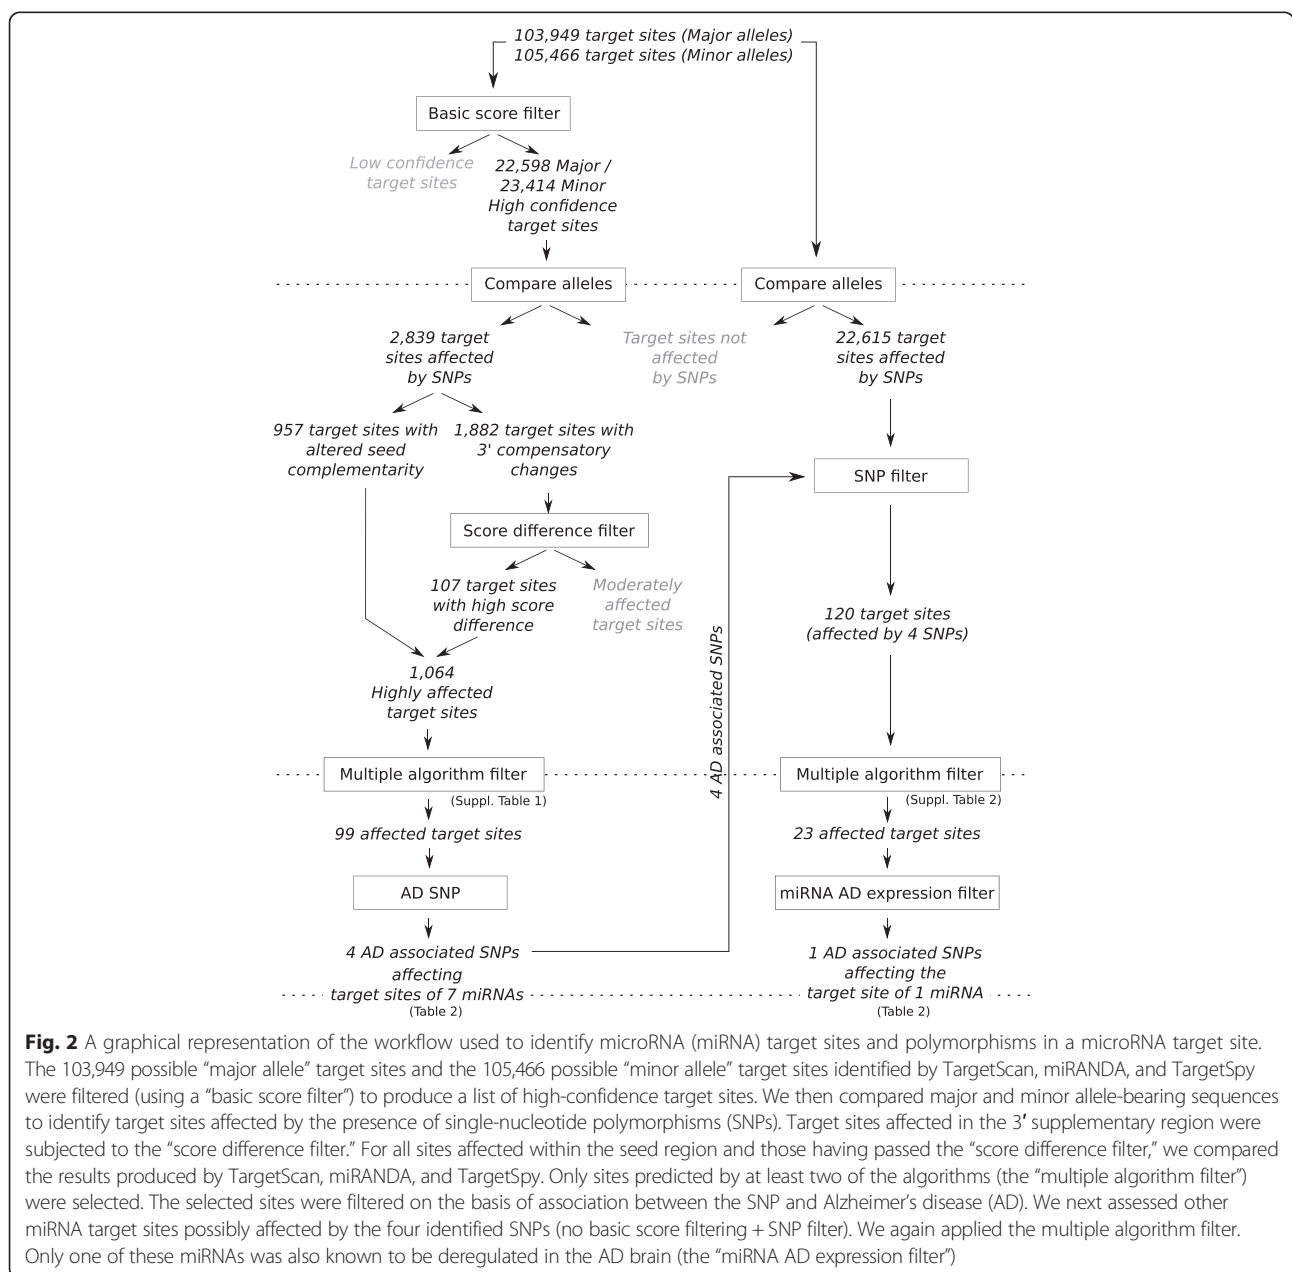 103,949 target sites (Major alleles)
105,466 target sites (Minor alleles)
Basic score filter
Low confidence
target sites
22,598 Major /
23,414 Minor
High confidence
target sites
Compare alleles
Compare alleles
2,839 target
sites affected
by SNPs
Target sites not
affected
by SNPs
22,615 target
sites affected
by SNPs
957 target sites with
altered seed
complementarity
1,882 target sites with
3' compensatory
changes
SNP filter
Score difference filter
107 target sites
with high score
difference
Moderately
affected
target sites
120 target sites
(affected by 4 SNPs)
4 AD associated SNPs
1,064
Highly affected
target sites
Multiple algorithm filter
(Suppl. Table 1)
Multiple algorithm filter
(Suppl. Table 2)
99 affected target sites
23 affected target sites
AD SNP
miRNA AD expression filter
4 AD associated SNPs
affecting
target sites of 7 miRNAs
(Table 2)
1 AD associated SNPs
affecting the
target site of 1 miRNA
(Table 2)
Fig. 2 A graphical representation of the workflow used to identify microRNA (miRNA) target sites and polymorphisms in a microRNA target site.
The 103,949 possible “major allele” target sites and the 105,466 possible “minor allele” target sites identified by TargetScan, miRANDA, and TargetSpy
were filtered (using a “basic score filter”) to produce a list of high-confidence target sites. We then compared major and minor allele-bearing sequences
to identify target sites affected by the presence of single-nucleotide polymorphisms (SNPs). Target sites affected in the 3′ supplementary region were
subjected to the “score difference filter.” For all sites affected within the seed region and those having passed the “score difference filter,” we compared
the results produced by TargetScan, miRANDA, and TargetSpy. Only sites predicted by at least two of the algorithms (the “multiple algorithm filter”)
were selected. The selected sites were filtered on the basis of association between the SNP and Alzheimer’s disease (AD). We next assessed other
miRNA target sites possibly affected by the four identified SNPs (no basic score filtering + SNP filter). We again applied the multiple algorithm filter.
Only one of these miRNAs was also known to be deregulated in the AD brain (the “miRNA AD expression filter”)